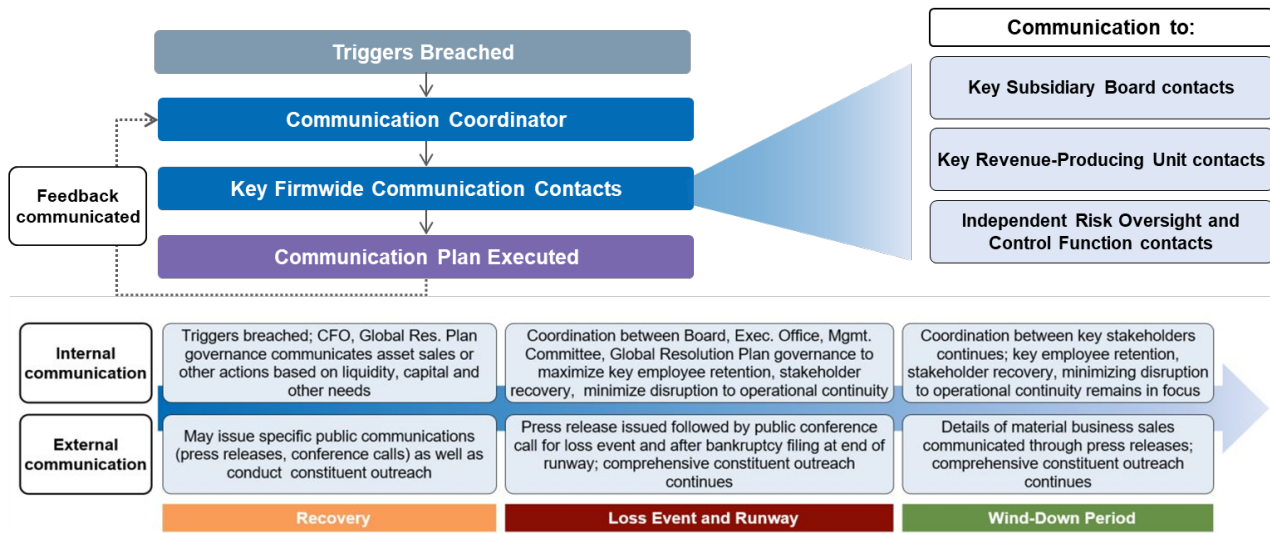 Triggers Breached
Communication Coordinator
Key Firmwide Communication Contacts
Communication Plan Executed
Feedback
communicated
Communication to:
Key Subsidiary Board contacts
Key Revenue-Producing Unit contacts
Independent Risk Oversight and
Control Function contacts
Internal
communication
Triggers breached; CFO, Global Res. Plan
governance communicates asset sales or
other actions based on liquidity, capital and
other needs
Coordination between Board, Exec. Office, Mgmt.
Committee, Global Resolution Plan governance to
maximize key employee retention, stakeholder
recovery, minimize disruption to operational continuity
Coordination between key stakeholders
continues; key employee retention,
stakeholder recovery, minimizing disruption
to operational continuity remains in focus
External
communication
May issue specific public communications
(press releases, conference calls) as well as
conduct constituent outreach
Press release issued followed by public conference
call for loss event and after bankruptcy filing at end of
runway; comprehensive constituent outreach
continues
Details of material business sales
communicated through press releases;
comprehensive constituent outreach
continues
Recovery
Loss Event and Runway
Wind-Down Period